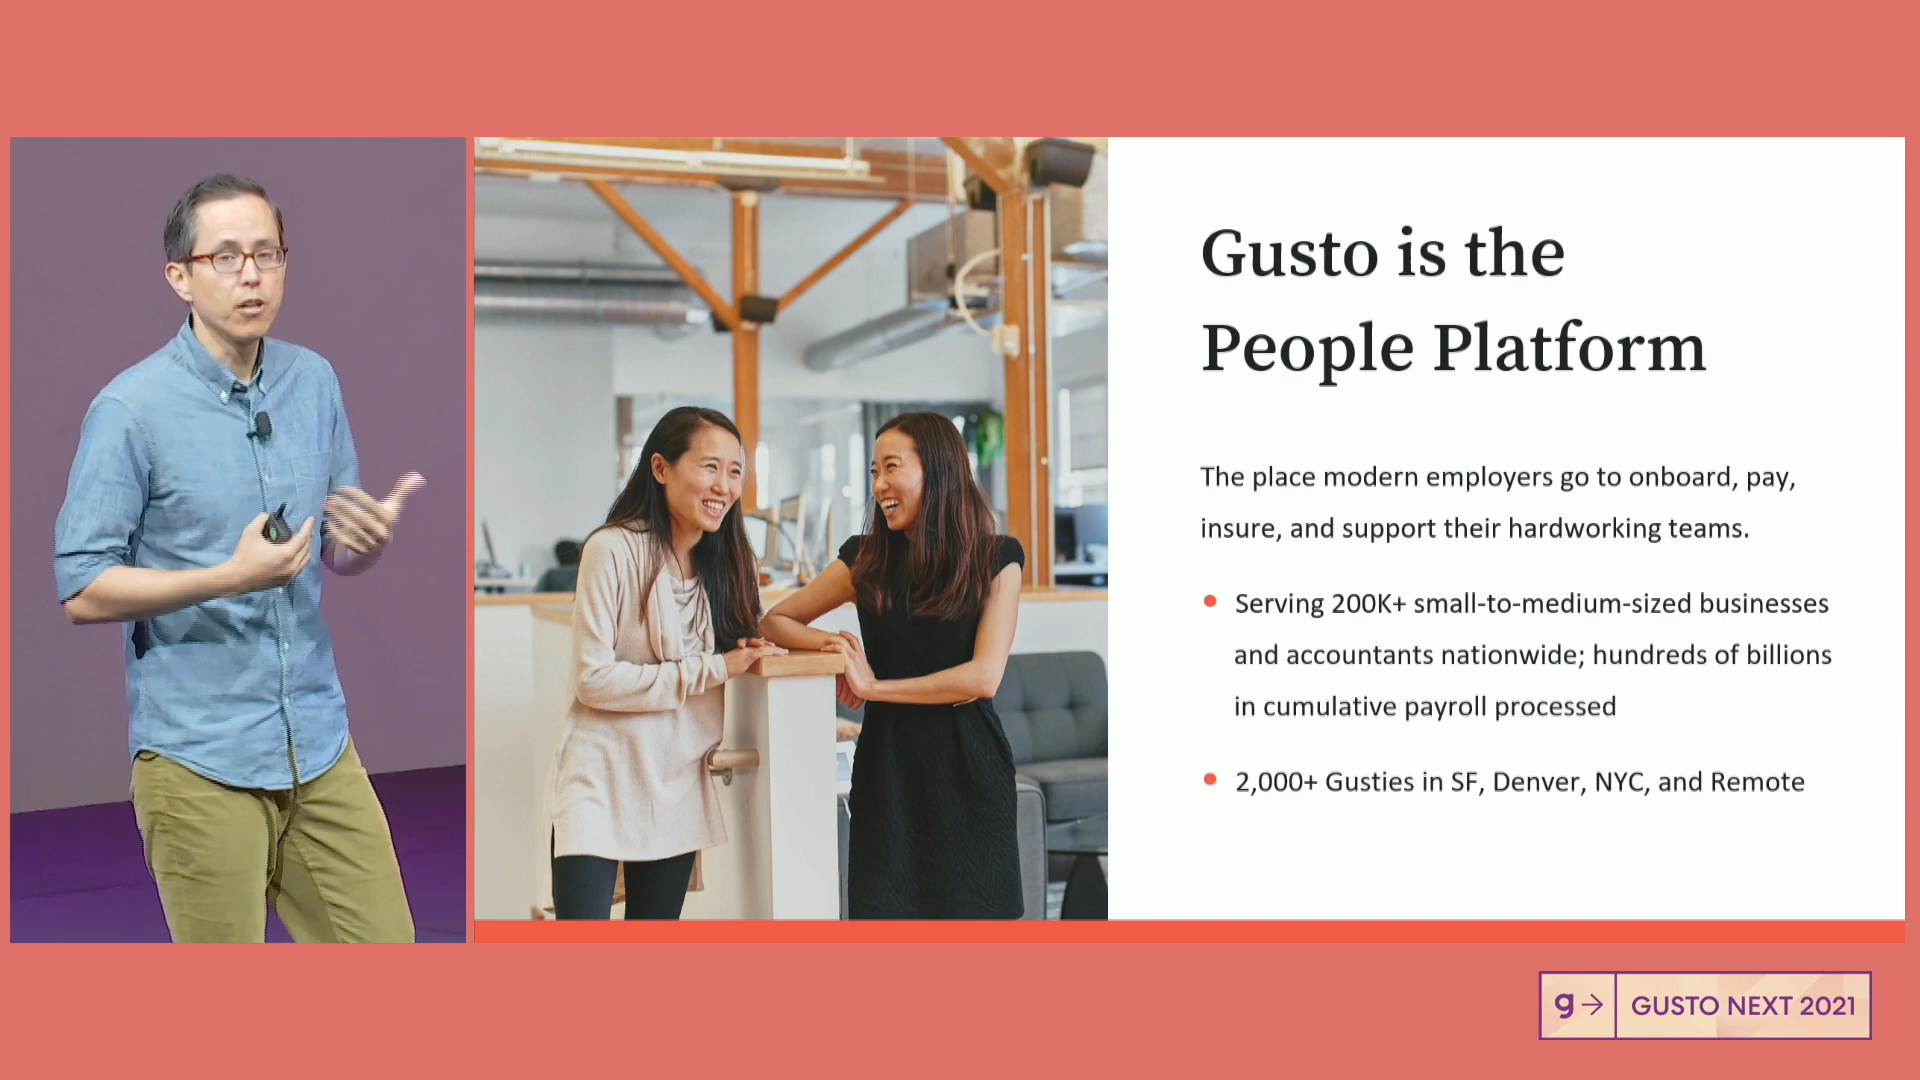 Gusto is the
People Platform
The place modern employers go to onboard, pay,
insure, and support their hardworking teams.
• Serving 200K+ small-to-medium-sized businesses
and accountants nationwide; hundreds of billions
in cumulative payroll processed
• 2,000+ Gusties in SF, Denver, NYC, and Remote
g→ GUSTO NEXT 2021